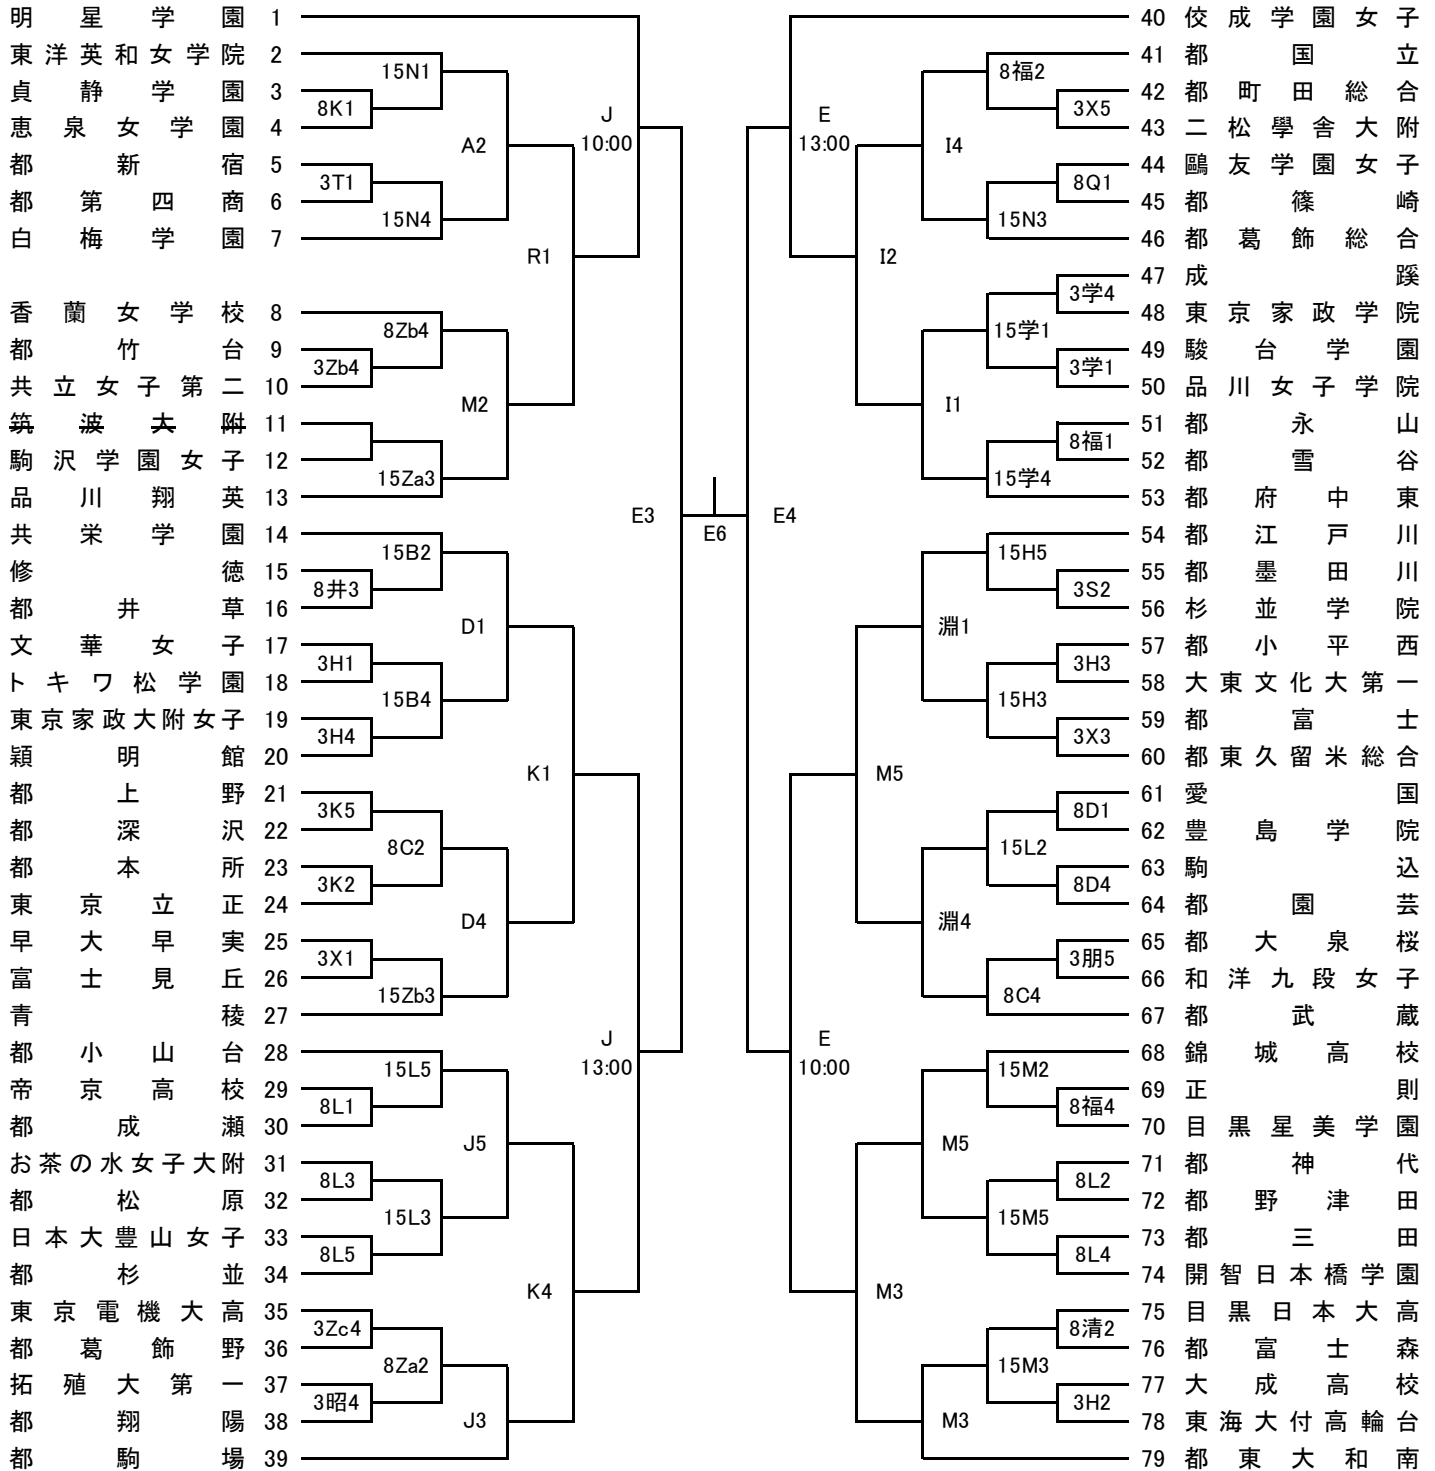 明星学園 1
東洋英和女学院 2
15N1
貞静学園 3
8K1
恵泉女学園 4
J
10:00
A2
都新宿 5
3T1
都第四商 6
15N4
白梅学園 7
R1
香蘭女学校 8
8Zb4
都竹台 9
3Zb4
共立女子第二 10
M2
筑波大附 11
駒沢学園女子 12
15Za3
品川翔英 13
E3
共栄学園 14
15B2
修徳 15
8井3
都井草 16
D1
文華女子 17
3H1
トキワ松学園 18
15B4
東京家政大附女子 19
3H4
穎明館 20
K1
都上野 21
3K5
都深沢 22
8C2
都本所 23
3K2
東京立正 24
D4
早大早実 25
3X1
富士見丘 26
15Zb3
青稜 27
都小山台 28
15L5
J
13:00
帝京高校 29
8L1
都成瀬 30
J5
お茶の水女子大附 31
8L3
都松原 32
15L3
日本大豊山女子 33
8L5
都杉並 34
K4
東京電機大高 35
3Zc4
都葛飾野 36
8Za2
拓殖大第一 37
3昭4
都翔陽 38
J3
都駒場 39
E6
40 佼成学園女子
41 都国立
8福2
42 都町田総合
3X5
43 二松學舎大附
E
13:00
I4
44 鷗友学園女子
8Q1
45 都篠崎
15N3
46 都葛飾総合
I2
47 成蹊
3学4
48 東京家政学院
15学1
49 駿台学園
3学1
50 品川女子学院
I1
51 都永山
8福1
52 都雪谷
15学4
53 都府中東
E4
54 都江戸川
15H5
55 都墨田川
3S2
56 杉並学院
淵1
57 都小平西
3H3
58 大東文化大第一
15H3
59 都富士
3X3
60 都東久留米総合
M5
61 愛国
8D1
62 豊島学院
15L2
63 駒込
8D4
64 都園芸
淵4
65 都大泉桜
3朋5
66 和洋九段女子
8C4
67 都武蔵
68 錦城高校
E
10:00
15M2
69 正則
8福4
70 目黒星美学園
M5
71 都神代
8L2
72 都野津田
15M5
73 都三田
8L4
74 開智日本橋学園
M3
75 目黒日本大高
8清2
76 都富士森
15M3
77 大成高校
3H2
78 東海大付高輪台
M3
79 都東大和南